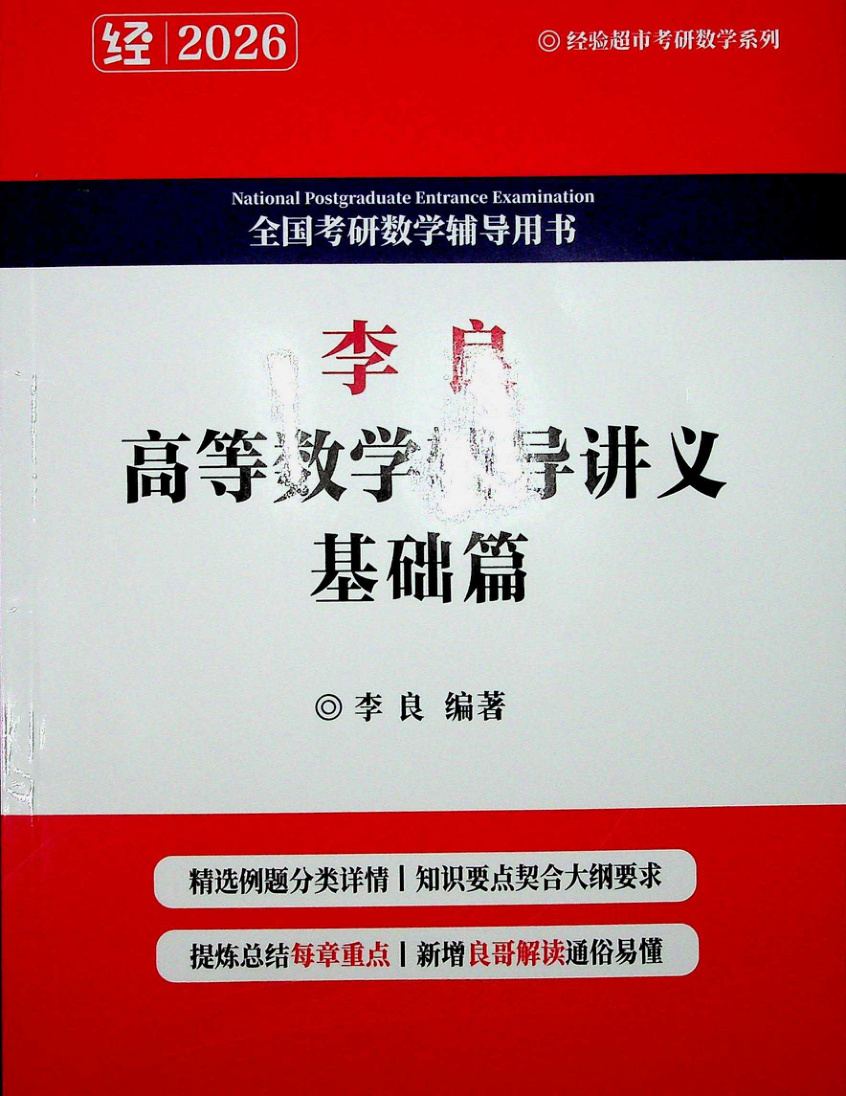 经 | 2026
◎ 经验超市考研数学系列
National Postgraduate Entrance Examination
全国考研数学辅导用书
李 良
高等数学 导讲义
基础篇
◎ 李 良 编著
精选例题分类详情 | 知识要点契合大纲要求
提炼总结每章重点 | 新增良哥解读通俗易懂